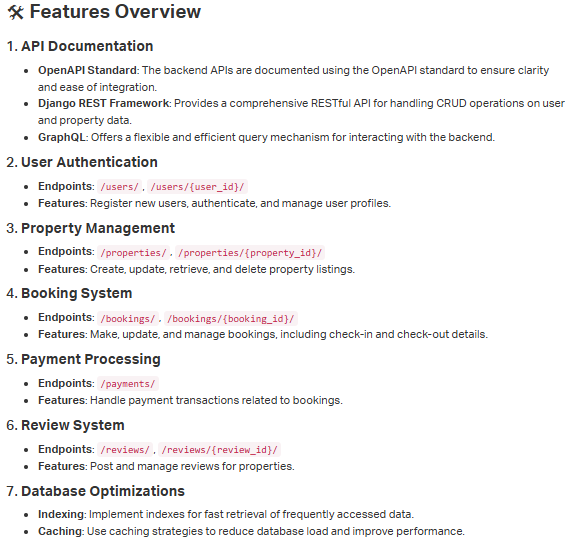 🛠 Features Overview
1. API Documentation
• OpenAPI Standard: The backend APIs are documented using the OpenAPI standard to ensure clarity
and ease of integration.
• Django REST Framework: Provides a comprehensive RESTful API for handling CRUD operations on user
and property data.
• GraphQL: Offers a flexible and efficient query mechanism for interacting with the backend.
2. User Authentication
• Endpoints: /users/, /users/{user_id}/
• Features: Register new users, authenticate, and manage user profiles.
3. Property Management
• Endpoints: /properties/, /properties/{property_id}/
• Features: Create, update, retrieve, and delete property listings.
4. Booking System
• Endpoints: /bookings/, /bookings/{booking_id}/
• Features: Make, update, and manage bookings, including check-in and check-out details.
5. Payment Processing
• Endpoints: /payments/
• Features: Handle payment transactions related to bookings.
6. Review System
• Endpoints: /reviews/, /reviews/{review_id}/
• Features: Post and manage reviews for properties.
7. Database Optimizations
• Indexing: Implement indexes for fast retrieval of frequently accessed data.
• Caching: Use caching strategies to reduce database load and improve performance.